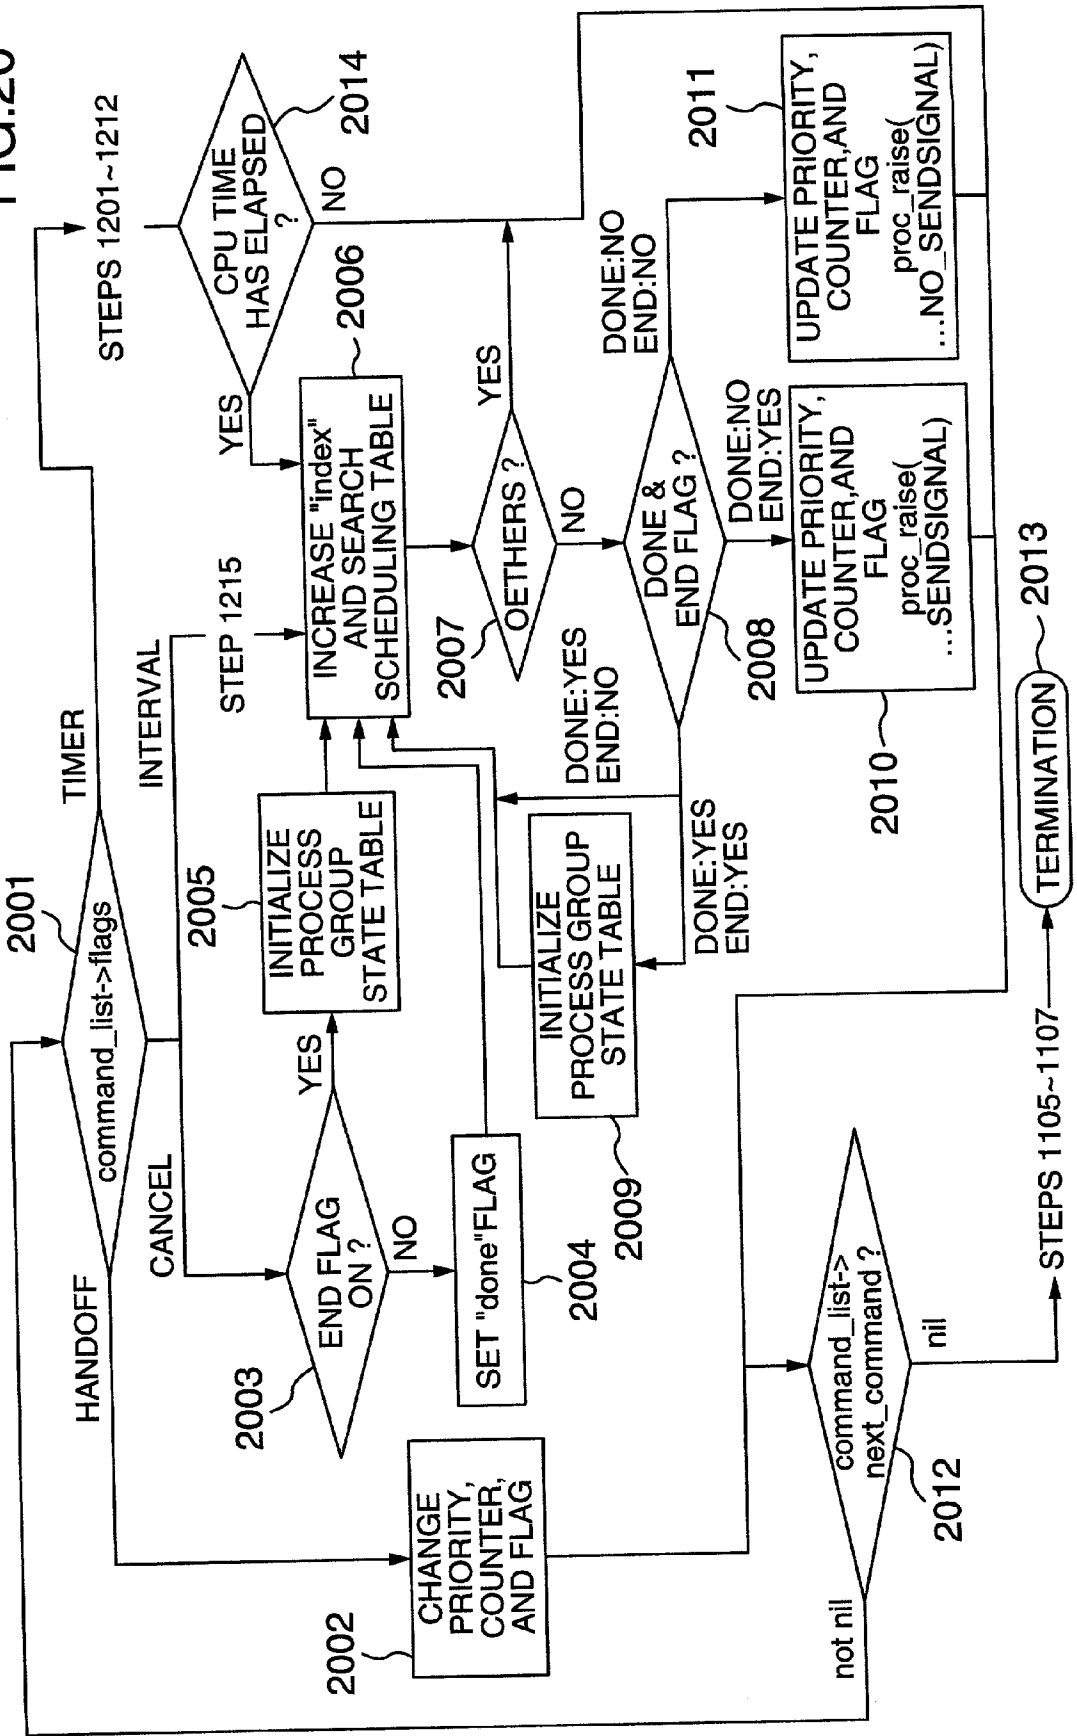 FIG.20
2001
command_list->flags
HANDOFF
CANCEL
INTERVAL
TIMER
STEPS 1201~1212
2014
CPU TIME
HAS ELAPSED
?
YES
NO
STEP 1215
2002
CHANGE
PRIORITY,
COUNTER,
AND FLAG
2003
END FLAG
ON ?
YES
NO
2004
SET "done"FLAG
2005
INITIALIZE
PROCESS
GROUP
STATE TABLE
2006
INCREASE "index"
AND SEARCH
SCHEDULING TABLE
2007
OETHERS ?
YES
NO
2008
DONE &
END FLAG ?
DONE:YES
END:NO
DONE:YES
END:YES
DONE:NO
END:YES
DONE:NO
END:NO
2009
INITIALIZE
PROCESS GROUP
STATE TABLE
2010
UPDATE PRIORITY,
COUNTER,AND
FLAG
proc_raise(
...SENDSIGNAL)
2011
UPDATE PRIORITY,
COUNTER,AND
FLAG
proc_raise(
...NO_SENDSIGNAL)
2012
command_list->
next_command ?
not nil
nil
STEPS 1105~1107
TERMINATION
2013